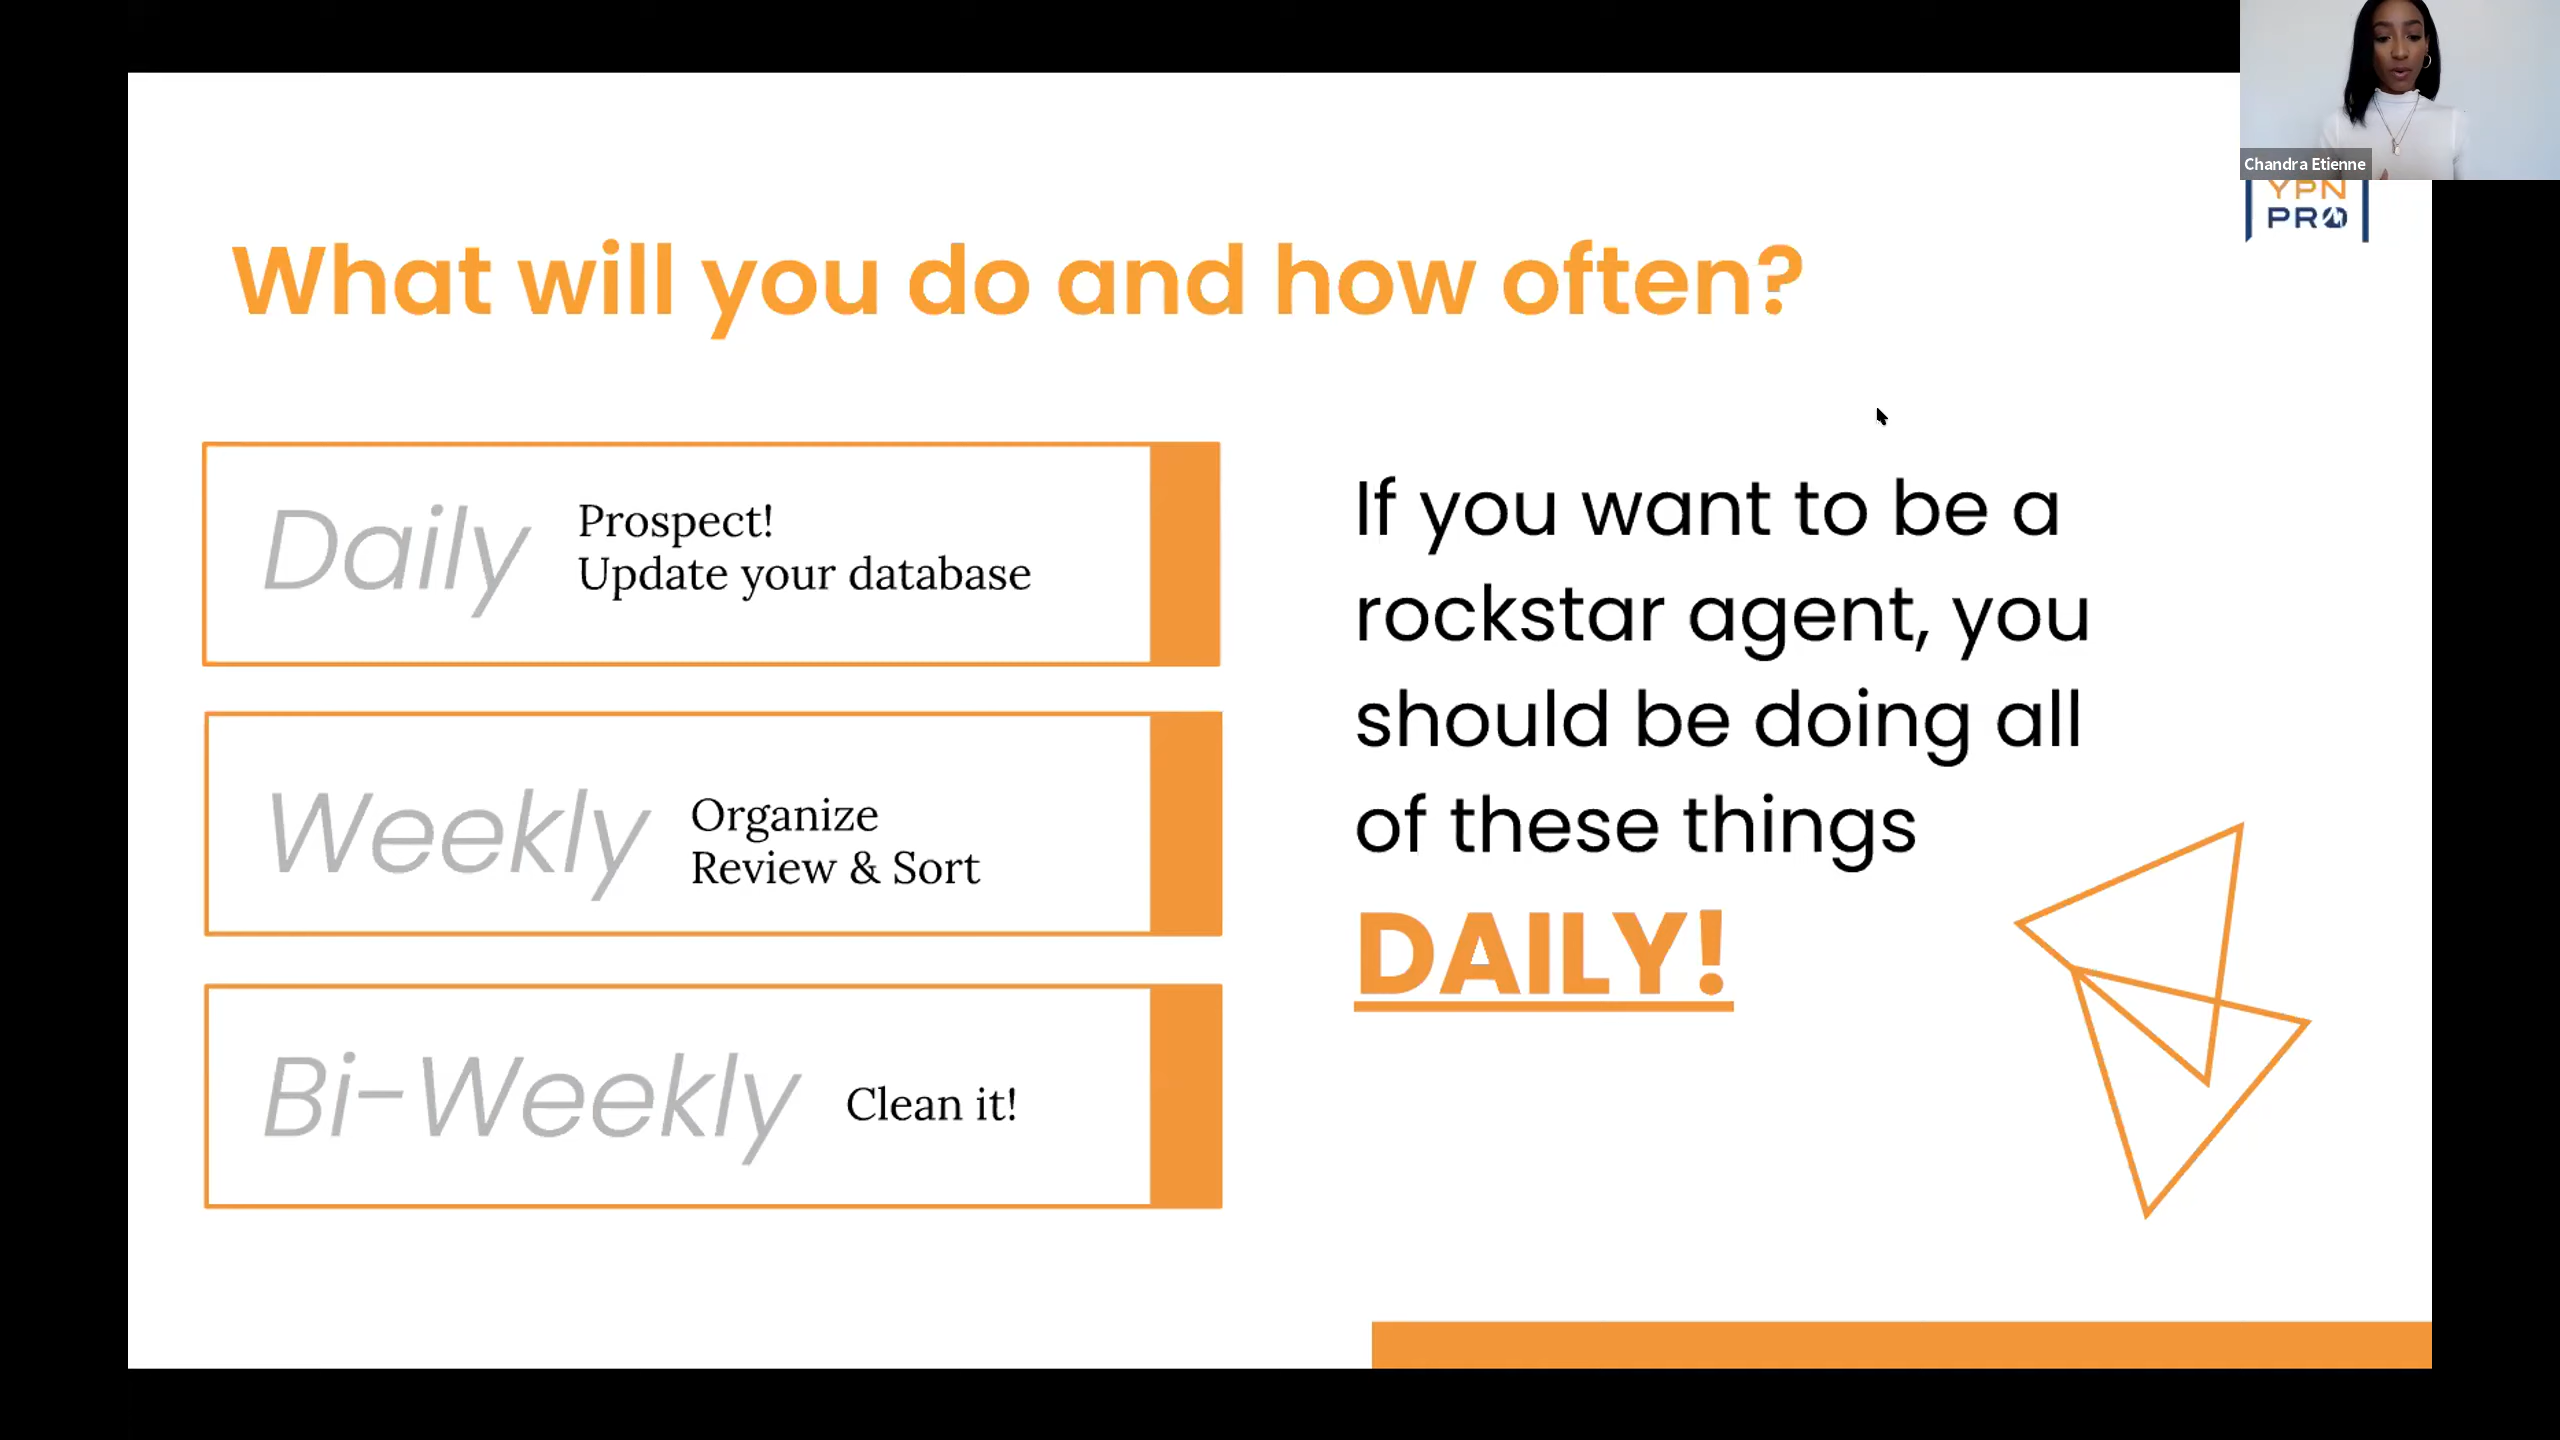 Chandra Etienne
YPN
PRO
What will you do and how often?
Daily
Prospect!
Update your database
Weekly
Organize
Review & Sort
Bi-Weekly
Clean it!
If you want to be a
rockstar agent, you
should be doing all
of these things
DAILY!